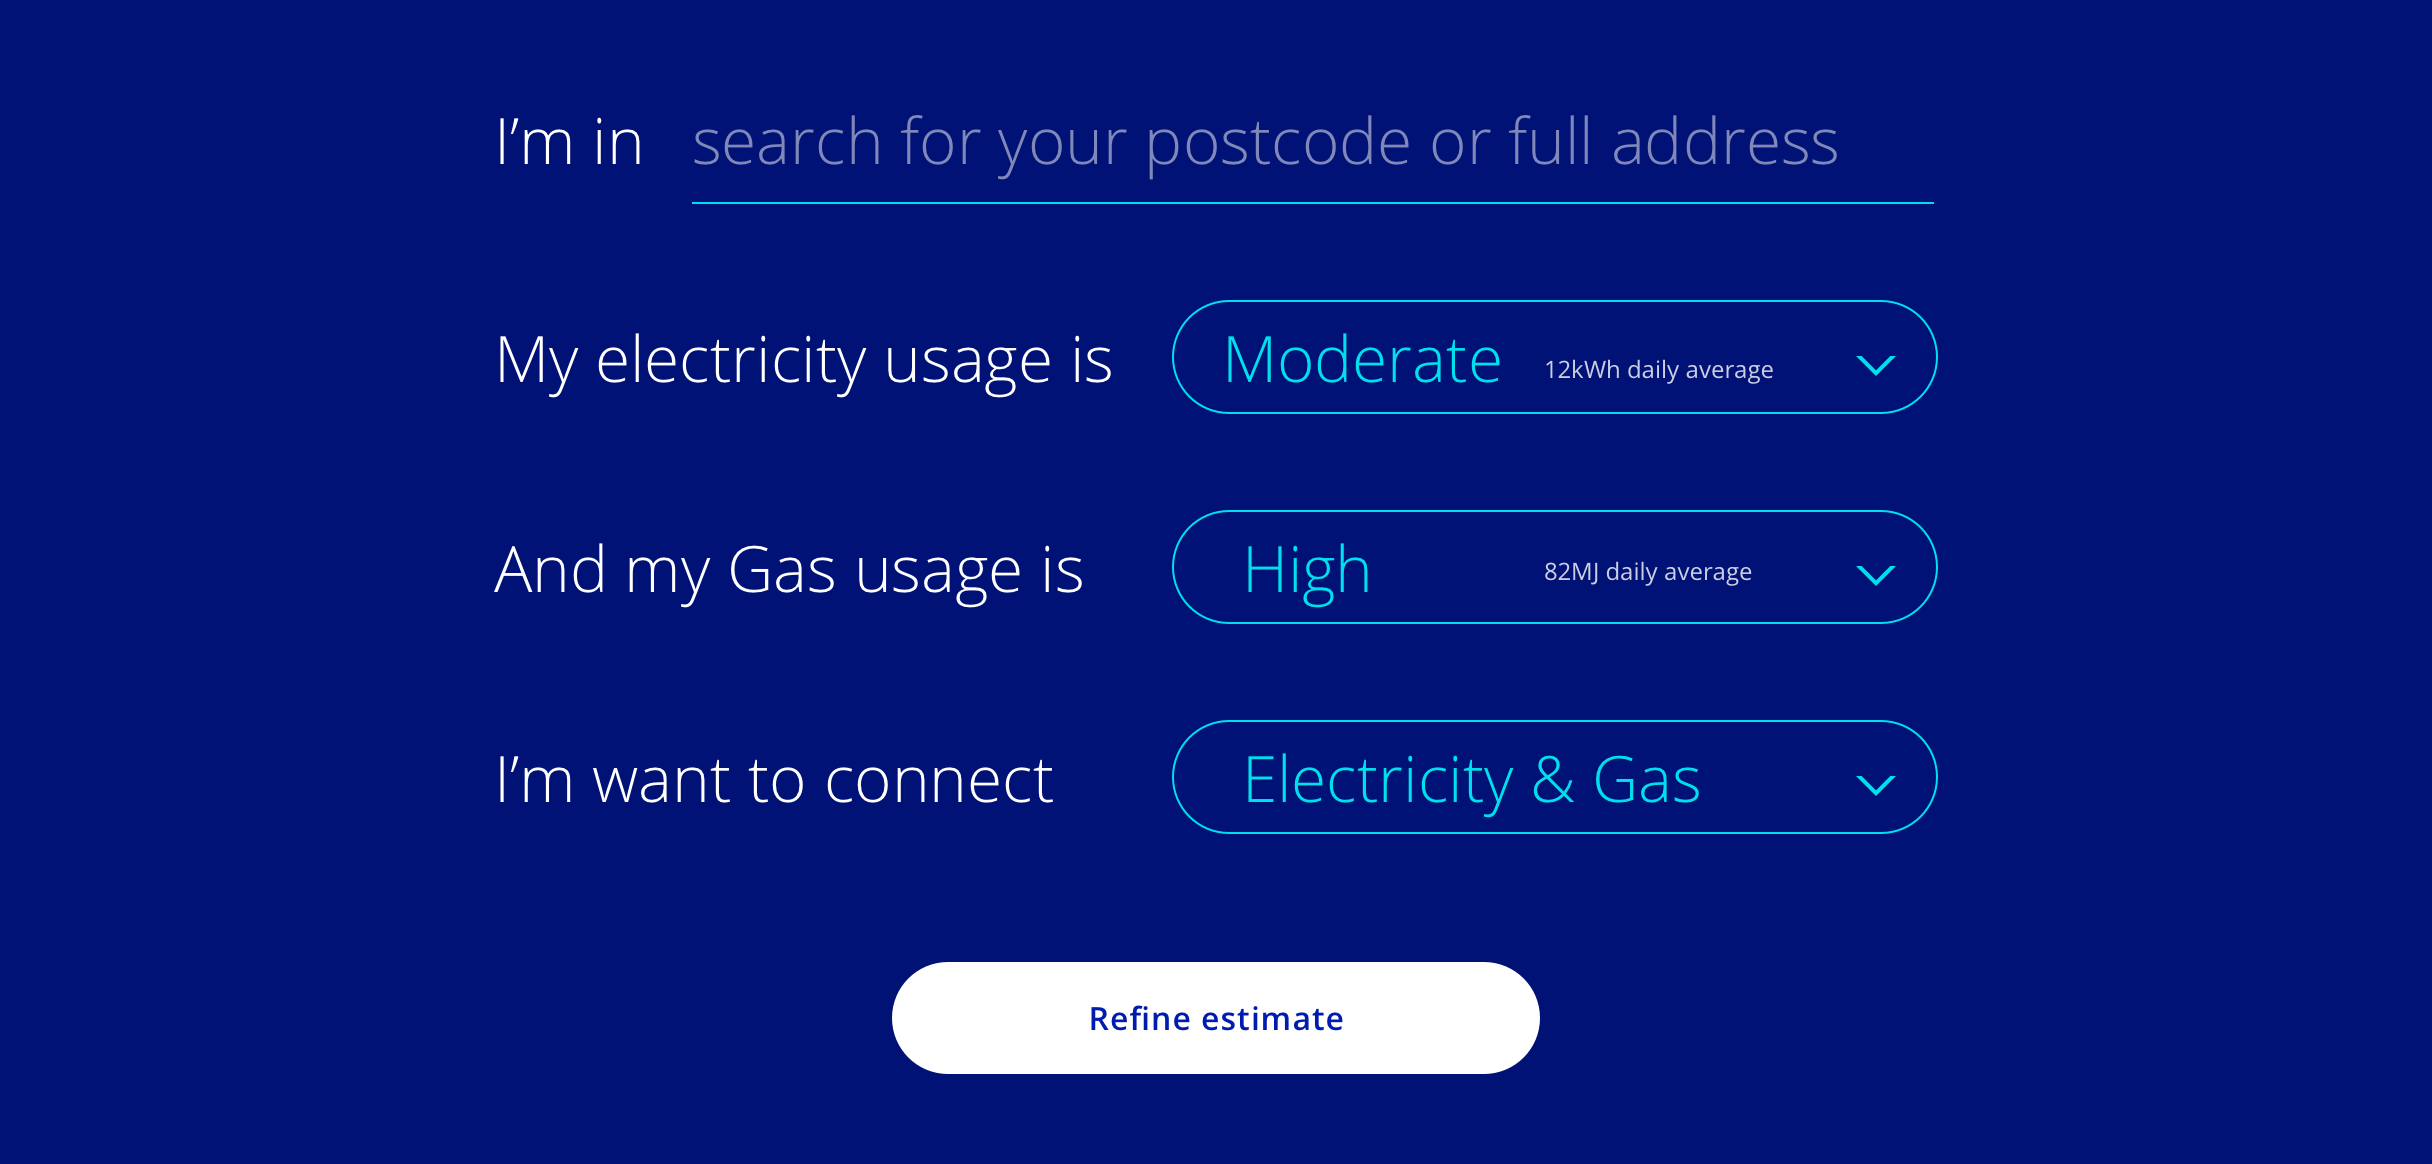 I’m in search for your postcode or full address
My electricity usage is Moderate 12kWh daily average
And my Gas usage is High 82MJ daily average
I’m want to connect Electricity & Gas
Refine estimate